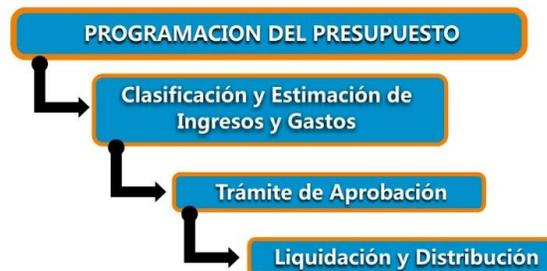 PROGRAMACION DEL PRESUPUESTO
Clasificación y Estimación de
Ingresos y Gastos
Trámite de Aprobación
Liquidación y Distribución